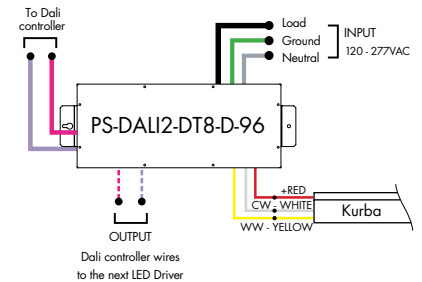 To Dali
controller
Load
Ground
Neutral
INPUT
120 - 277VAC
PS-DALI2-DT8-D-96
+RED
CW - WHITE
WW - YELLOW
Kurba
OUTPUT
Dali controller wires
to the next LED Driver